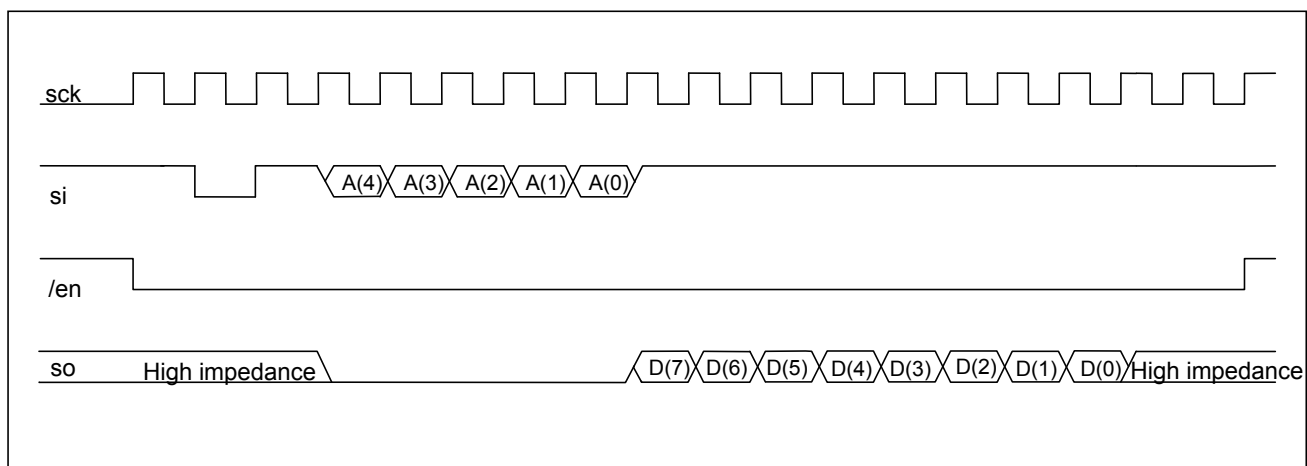 sck
si
A(4) A(3) A(2) A(1) A(0)
/en
so
High impedance
D(7) D(6) D(5) D(4) D(3) D(2) D(1) D(0)
High impedance